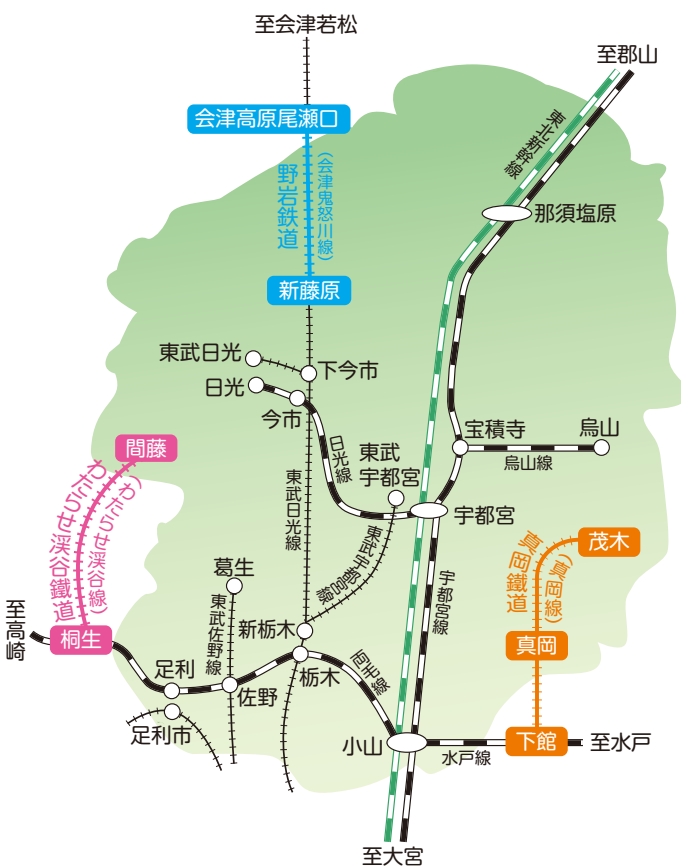 至会津若松
至郡山
会津高原尾瀬口
東北新幹線
野岩鉄道
(会津鬼怒川線)
那須塩原
新藤原
東武日光
下今市
日光
今市
日光線
東武
宇都宮
宝積寺
烏山
烏山線
間藤
わたらせ渓谷鐵道
(わたらせ渓谷線)
東武日光線
東武宇都宮線
宇都宮
宇都宮線
真岡鐵道
(真岡線)
茂木
葛生
東武佐野線
新栃木
至高崎
桐生
足利
佐野
栃木
両毛線
真岡
足利市
小山
水戸線
下館
至水戸
至大宮